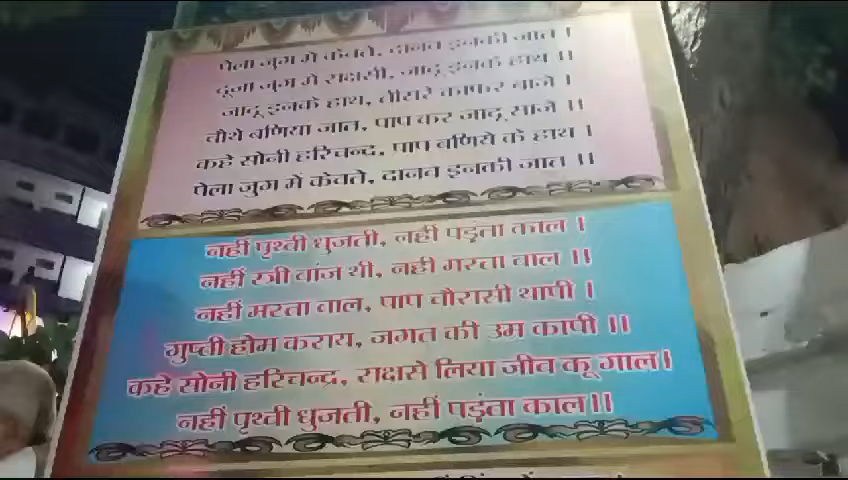 पेला जुग मे केवते, दानव इनकी जात ।
दूजा जुग मे राक्षसी, जादू इनके हाथ ।।
जादू इनके हाथ, तीसरे काफर बाजे ।
चौथे बणिया जात, पाप कर जादू साजे ।।
कहे सोनी हरिचन्द्र, पाप बणिये के हाथ ।
पेला जुग में केवते, दानव इनकी जात ।।
नहीं पृथ्वी धुजती, नहीं पड़ता काल ।
नहीं स्त्री वांज थी, नही मरता बाल ।।
नहीं मरता बाल, पाप चौरासी थापी ।
गुप्ती होम कराय, जगत की उम कापी ।।
कहे सोनी हरिचन्द्र, राक्षसे लिया जीव कू गाल।
नहीं पृथ्वी धुजती, नहीं पड़ंता काल।।